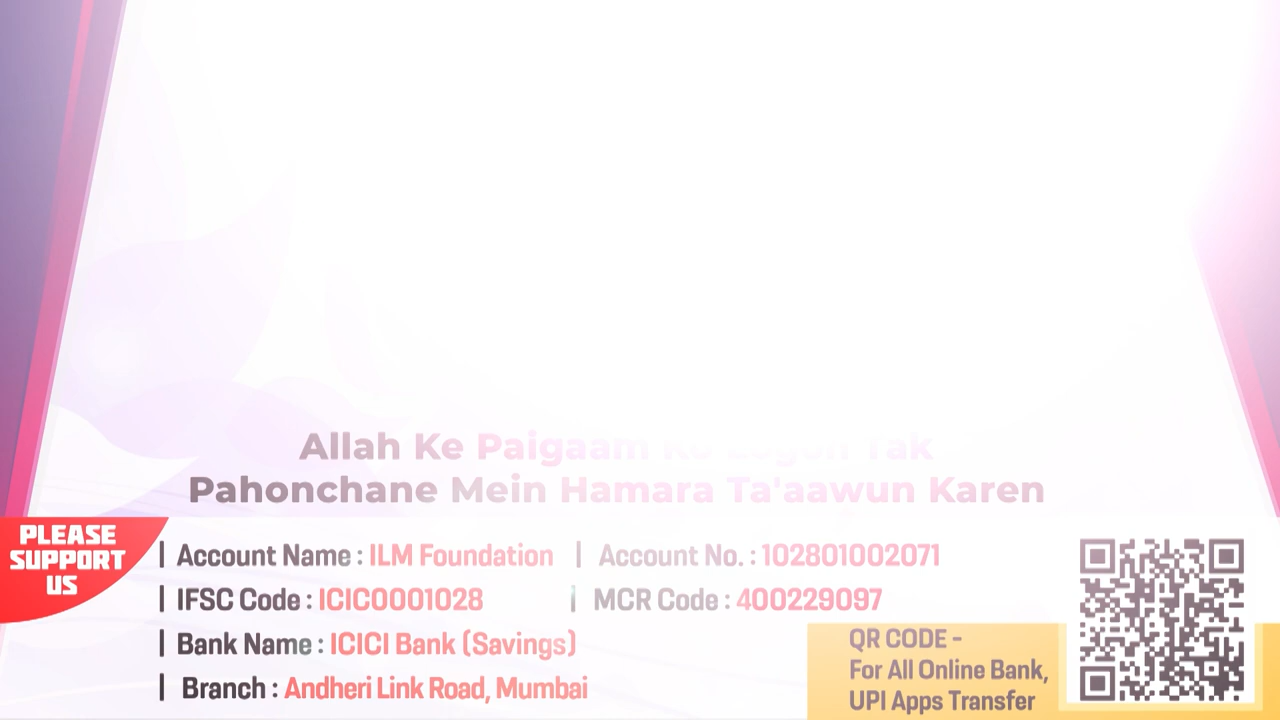 Allah Ke Paigaam Ko Logon Tak
Pahonchane Mein Hamara Ta'aawun Karen
PLEASE
SUPPORT
US
| Account Name : ILM Foundation | Account No. : 102801002071
| IFSC Code : ICIC0001028 | MCR Code : 400229097
| Bank Name : ICICI Bank (Savings)
| Branch : Andheri Link Road, Mumbai
QR CODE -
For All Online Bank,
UPI Apps Transfer